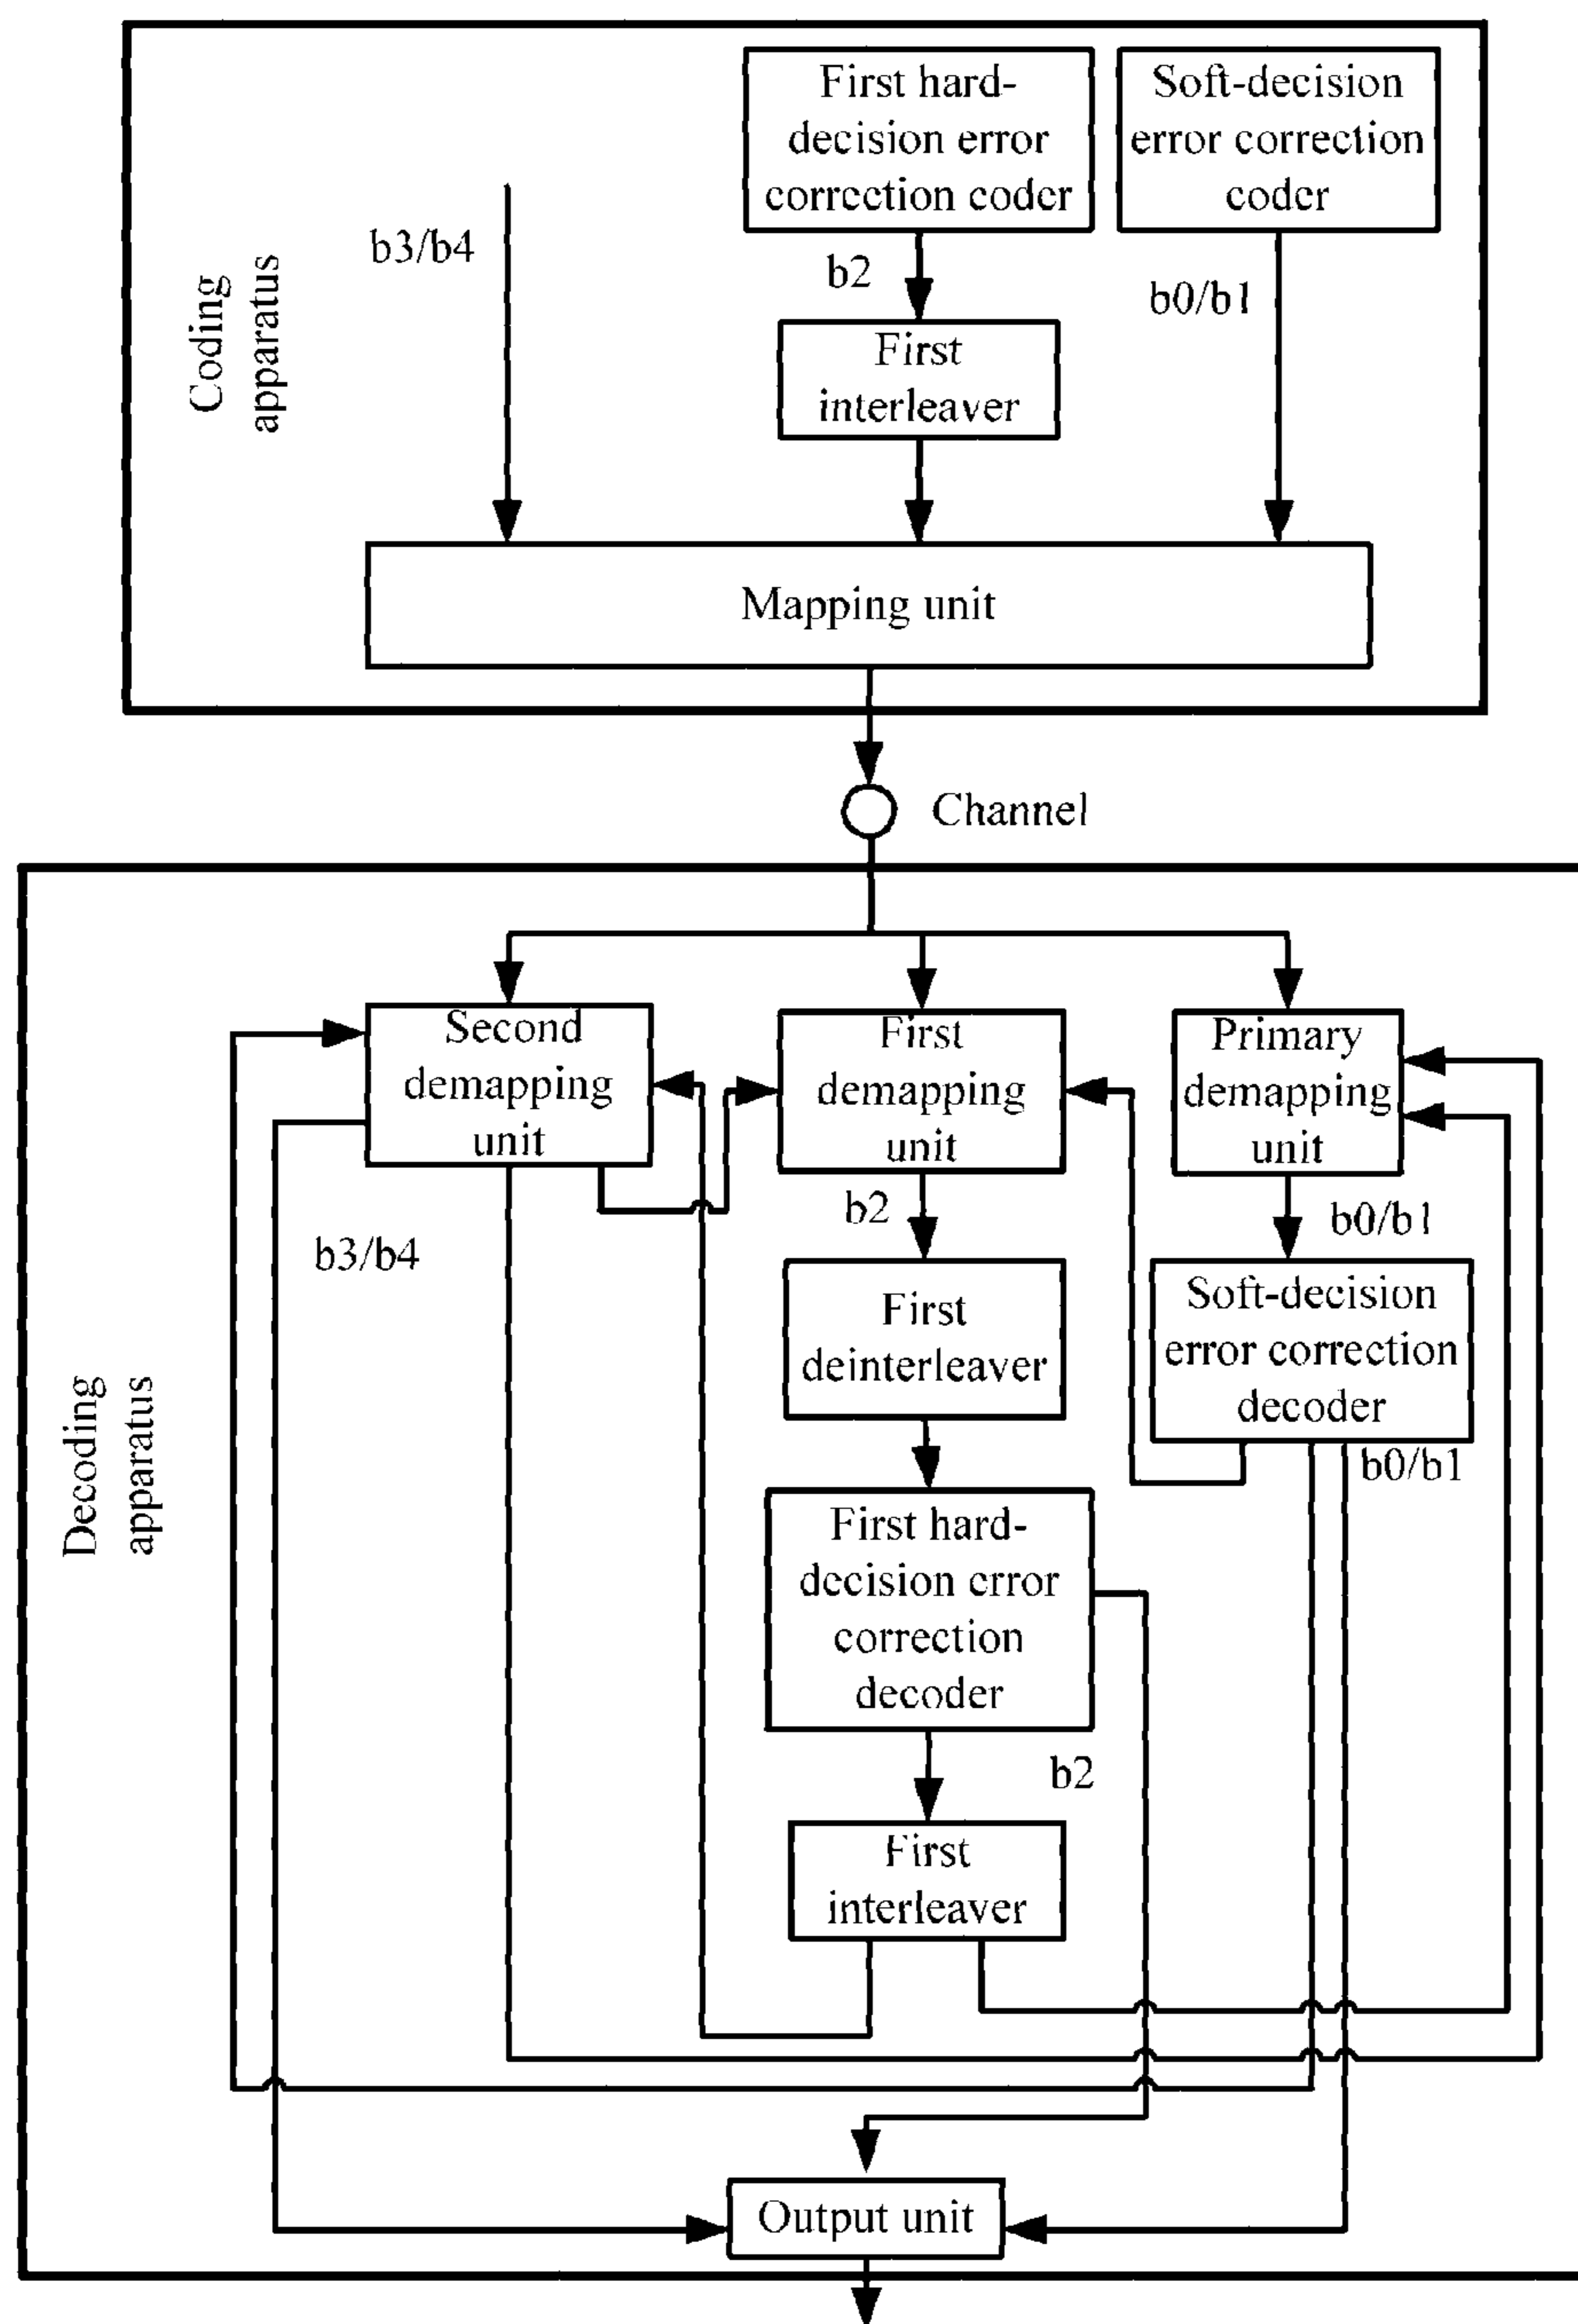 First hard-
decision error
correction coder
Soft-decision
error correction
coder
b3/b4
b2
b0/b1
Coding
apparatus
First
interleaver
Mapping unit
Channel
Second
demapping
unit
First
demapping
unit
Primary
demapping
unit
b2
b0/b1
b3/b4
First
deinterleaver
Soft-decision
error correction
decoder
b0/b1
Decoding
apparatus
First hard-
decision error
correction
decoder
b2
First
interleaver
Output unit